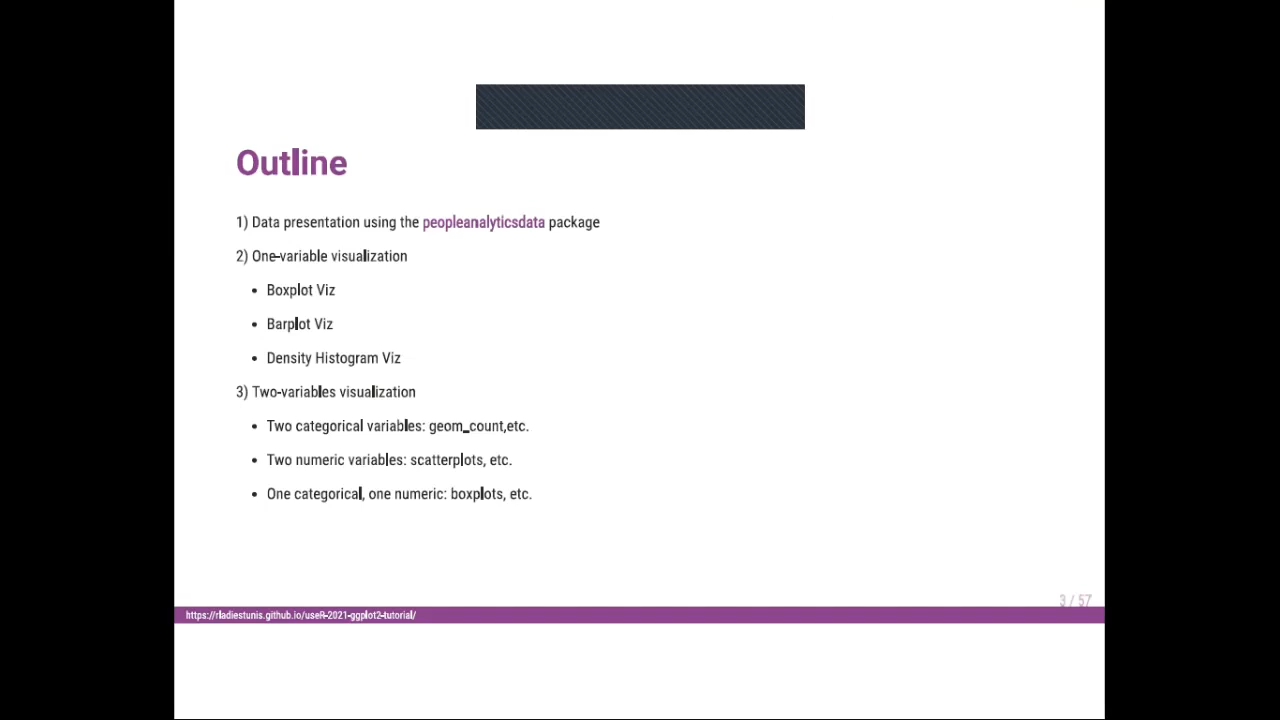 Outline
1) Data presentation using the peopleanalyticsdata package
2) One-variable visualization
• Boxplot Viz
• Barplot Viz
• Density Histogram Viz
3) Two-variables visualization
• Two categorical variables: geom_count,etc.
• Two numeric variables: scatterplots, etc.
• One categorical, one numeric: boxplots, etc.
3 / 57
https://rladiestunis.github.io/useR-2021-ggplot2-tutorial/